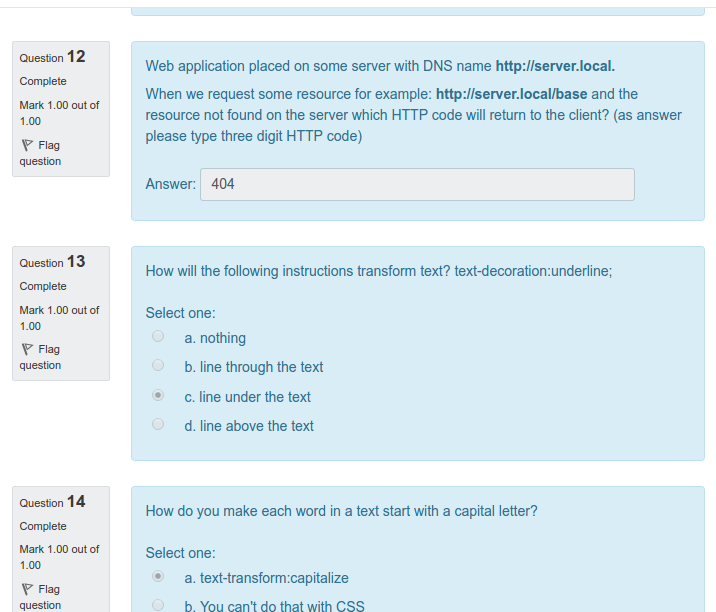 Question 12
Complete
Mark 1.00 out of
1.00
Flag
question
Web application placed on some server with DNS name http://server.local.
When we request some resource for example: http://server.local/base and the
resource not found on the server which HTTP code will return to the client? (as answer
please type three digit HTTP code)
Answer: 404
Question 13
Complete
Mark 1.00 out of
1.00
Flag
question
How will the following instructions transform text? text-decoration:underline;
Select one:
a. nothing
b. line through the text
c. line under the text
d. line above the text
Question 14
Complete
Mark 1.00 out of
1.00
Flag
question
How do you make each word in a text start with a capital letter?
Select one:
a. text-transform:capitalize
b. You can't do that with CSS